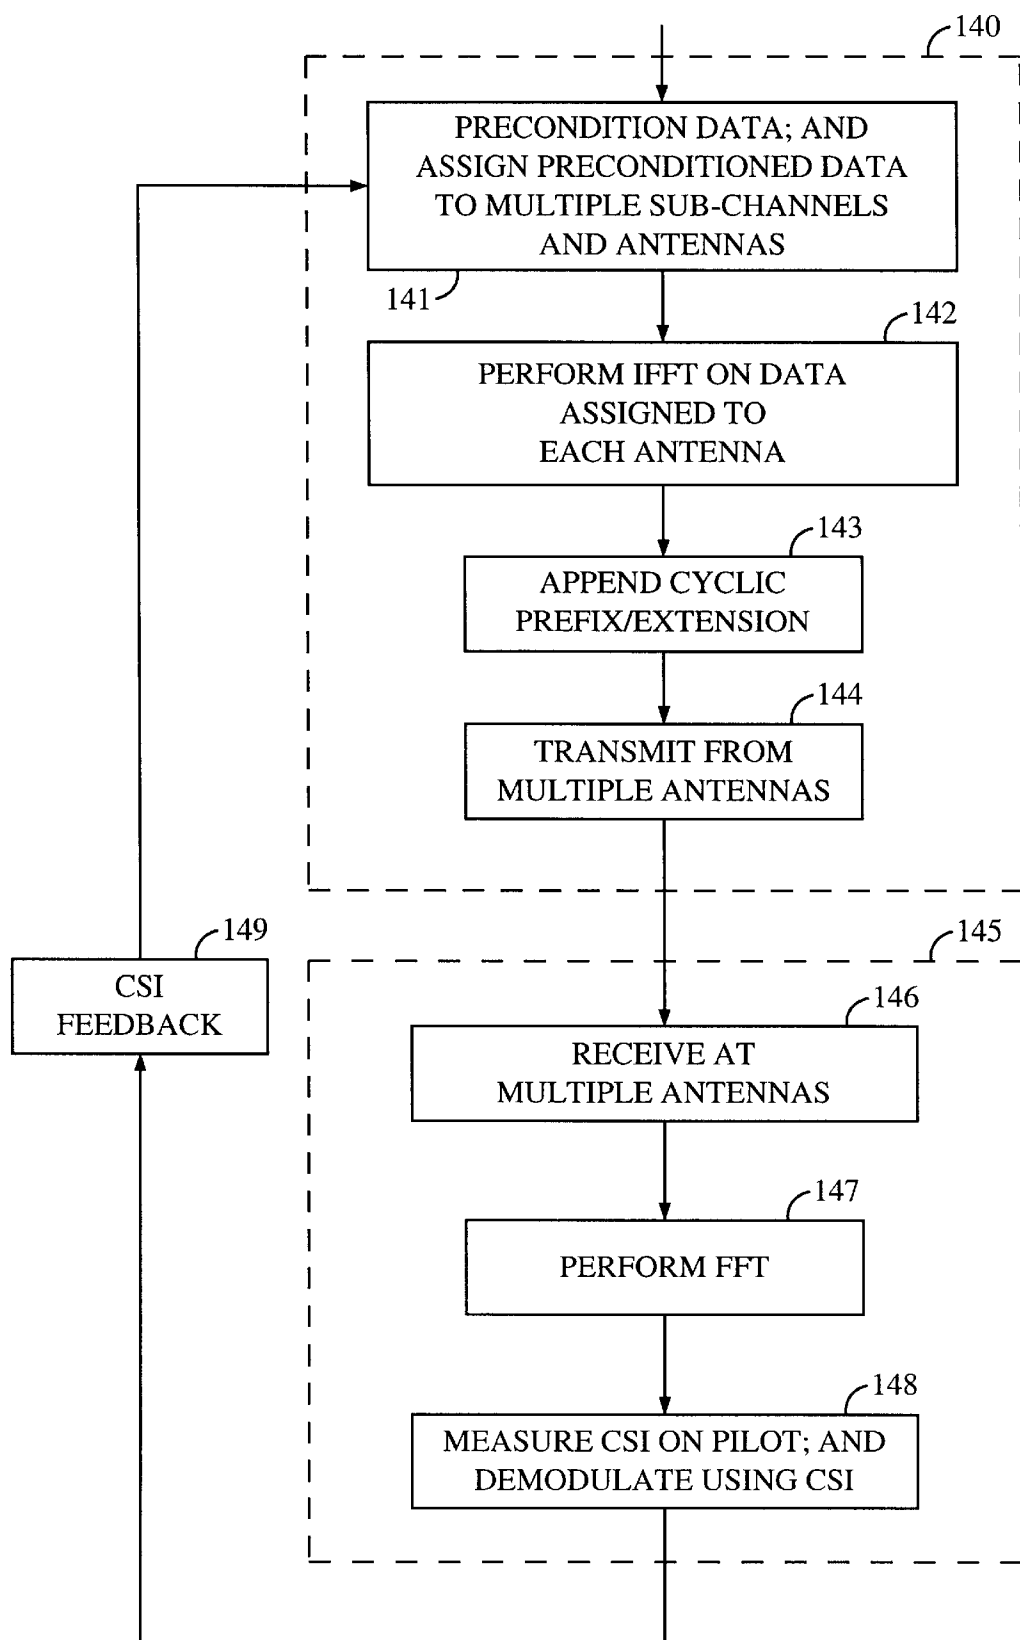 140
PRECONDITION DATA; AND
ASSIGN PRECONDITIONED DATA
TO MULTIPLE SUB-CHANNELS
AND ANTENNAS
141
142
PERFORM IFFT ON DATA
ASSIGNED TO
EACH ANTENNA
143
APPEND CYCLIC
PREFIX/EXTENSION
144
TRANSMIT FROM
MULTIPLE ANTENNAS
149
CSI
FEEDBACK
145
146
RECEIVE AT
MULTIPLE ANTENNAS
147
PERFORM FFT
148
MEASURE CSI ON PILOT; AND
DEMODULATE USING CSI